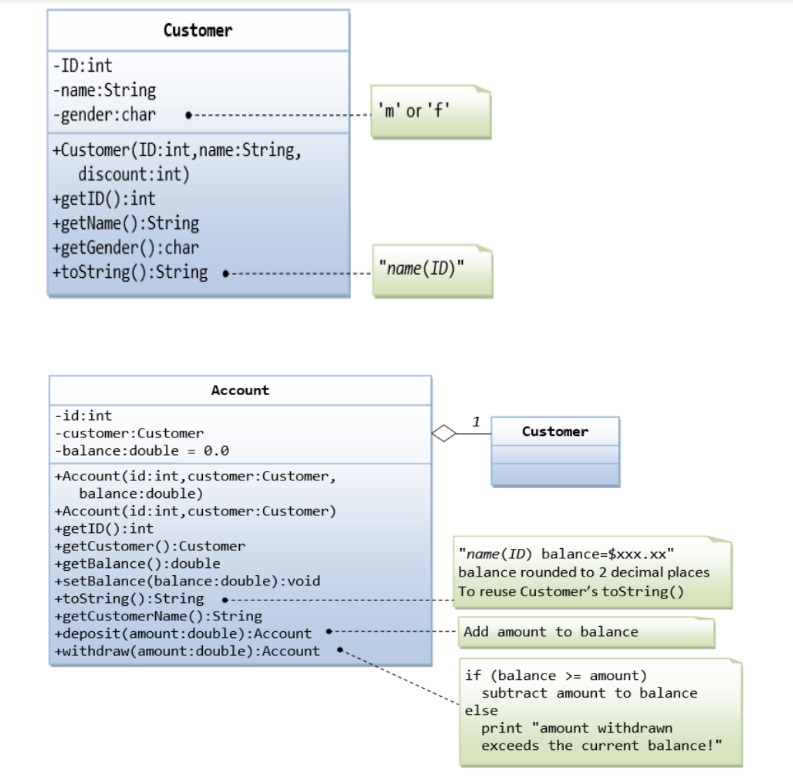 Customer
-ID:int
-name:String
-gender:char
'm' or 'f'
+Customer(ID:int,name:String,
discount:int)
+getID():int
+getName():String
+getGender():char
+toString():String
"name(ID)"
Account
-id:int
-customer:Customer
-balance:double = 0.0
1
Customer
+Account(id:int,customer:Customer,
balance:double)
+Account(id:int,customer:Customer)
+getID():int
+getCustomer():Customer
+getBalance():double
+setBalance(balance:double):void
+toString():String
+getCustomerName():String
+deposit(amount:double):Account
+withdraw(amount:double):Account
"name(ID) balance=$xxx.xx"
balance rounded to 2 decimal places
To reuse Customer's toString()
Add amount to balance
if (balance >= amount)
subtract amount to balance
else
print "amount withdrawn
exceeds the current balance!"